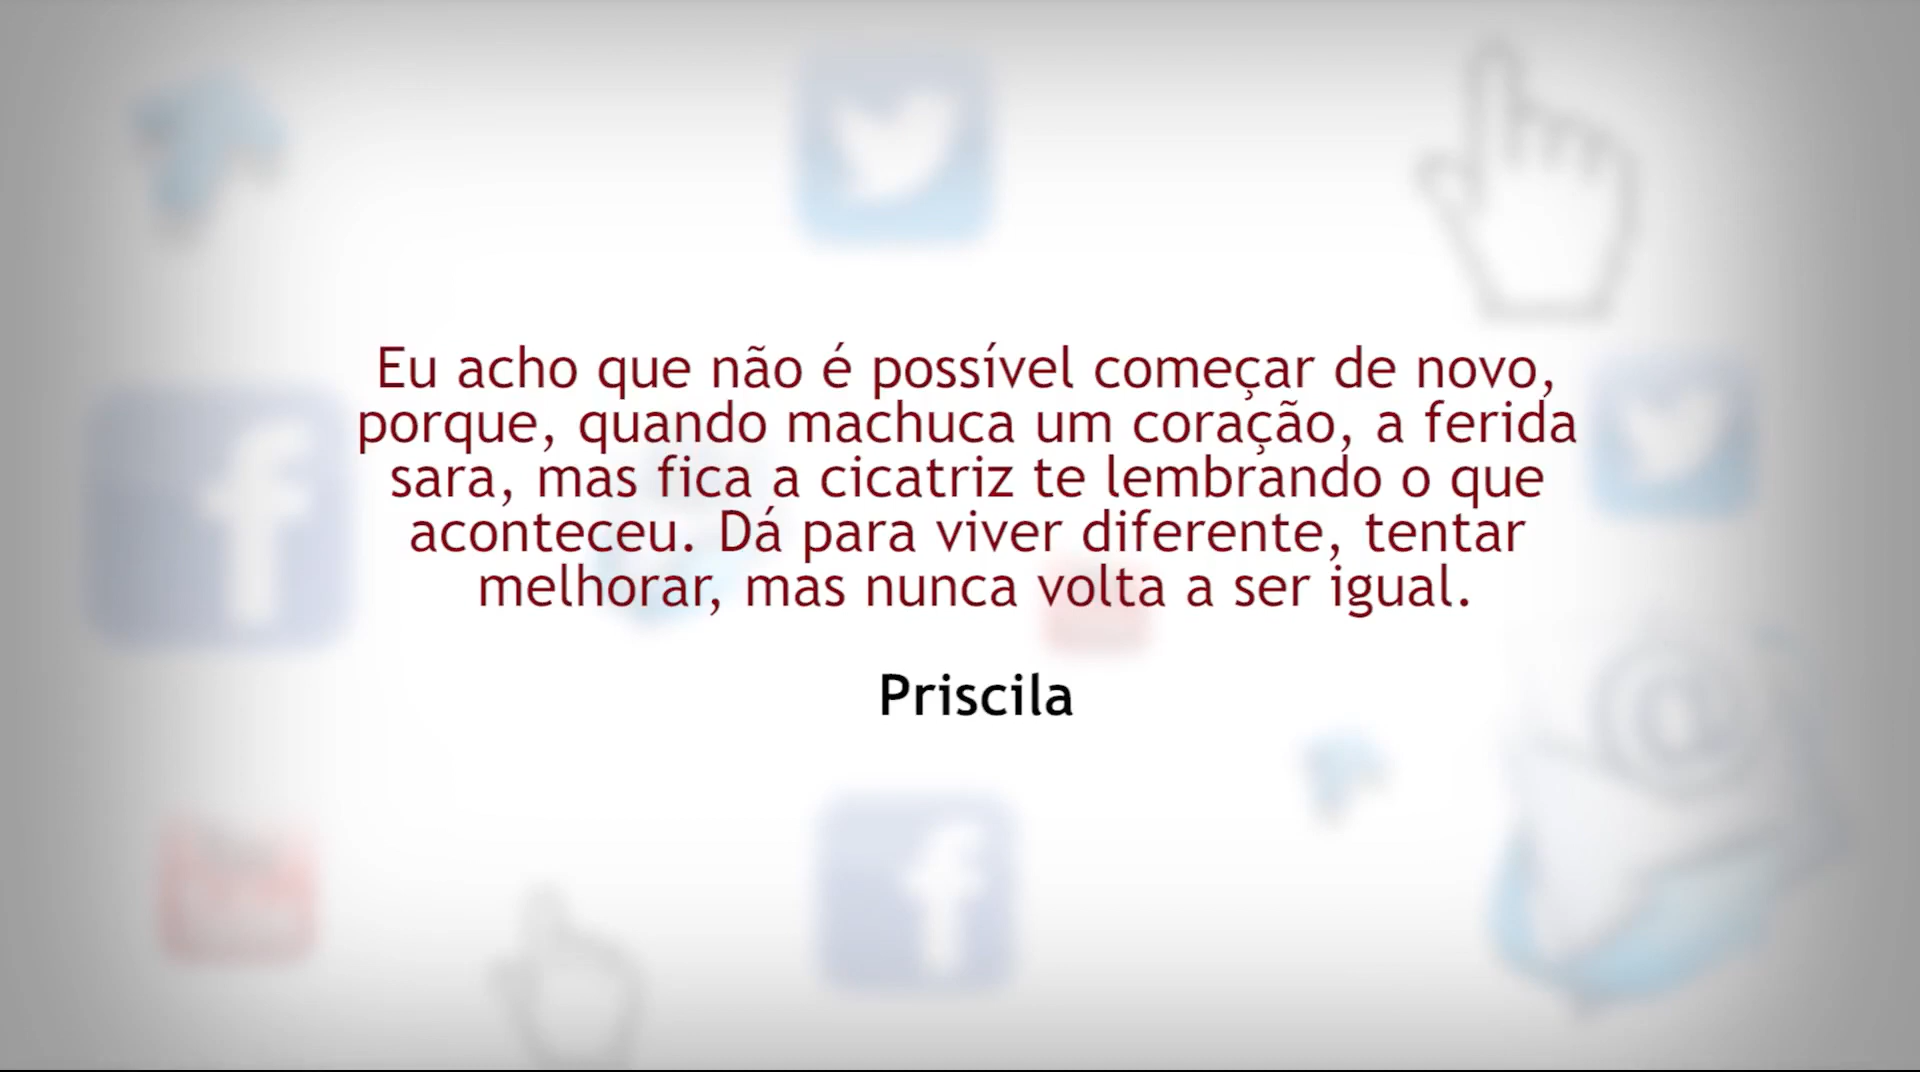 Eu acho que não é possível começar de novo,
porque, quando machuca um coração, a ferida
sara, mas fica a cicatriz te lembrando o que
aconteceu. Dá para viver diferente, tentar
melhorar, mas nunca volta a ser igual.
Priscila